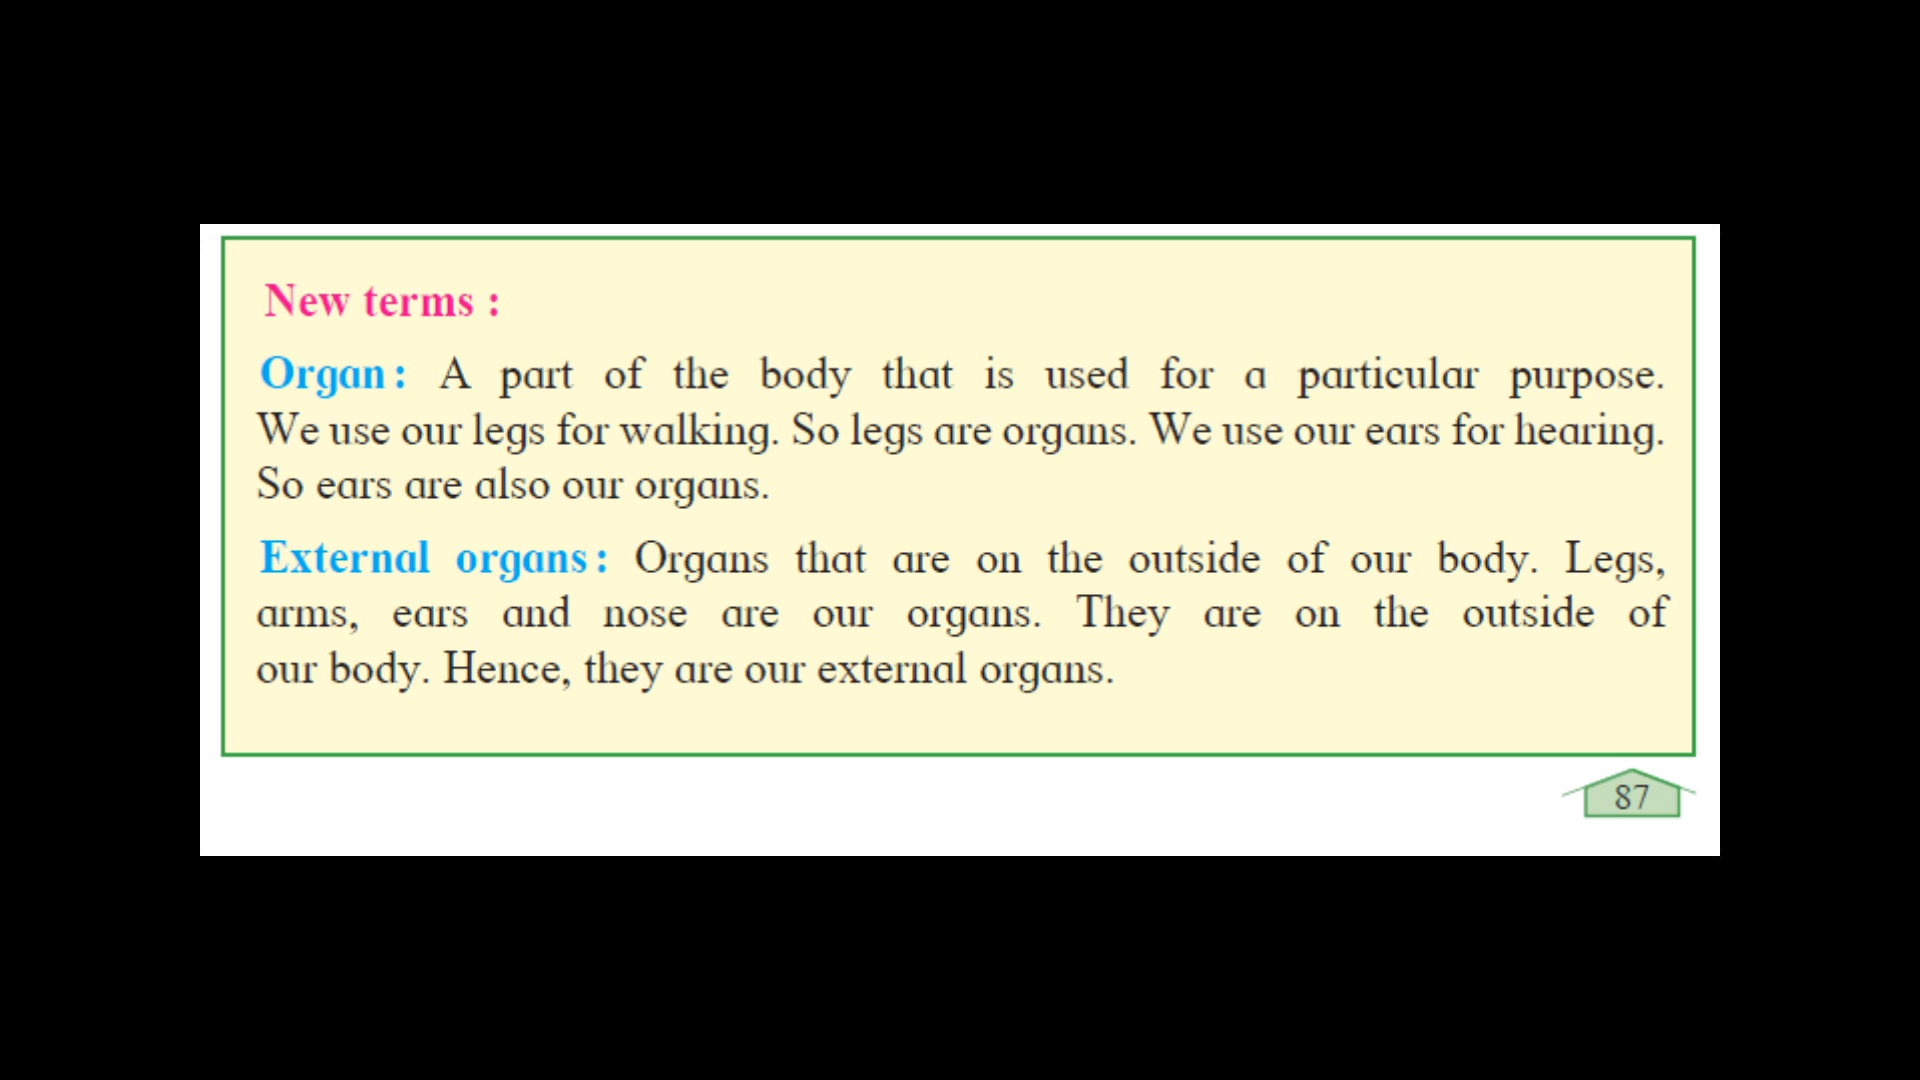 New terms :
Organ : A part of the body that is used for a particular purpose.
We use our legs for walking. So legs are organs. We use our ears for hearing.
So ears are also our organs.
External organs : Organs that are on the outside of our body. Legs,
arms, ears and nose are our organs. They are on the outside of
our body. Hence, they are our external organs.
87